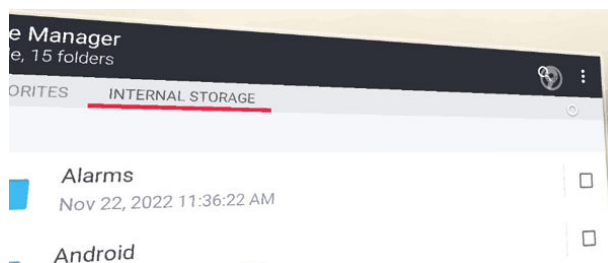 e Manager
e, 15 folders
ORITES INTERNAL STORAGE
Alarms
Nov 22, 2022 11:36:22 AM
Android